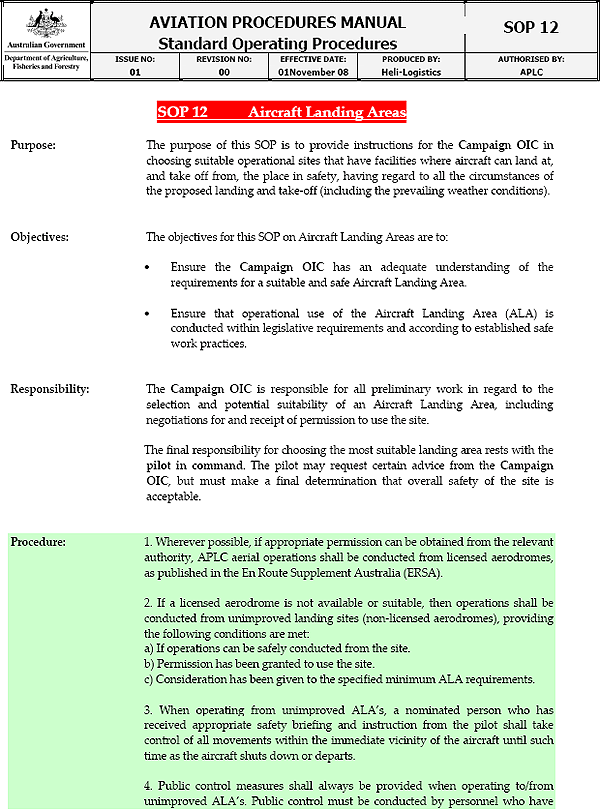 Australian Government
Department of Agriculture,
Fisheries and Forestry
AVIATION PROCEDURES MANUAL
Standard Operating Procedures
SOP 12
ISSUE NO:
01
REVISION NO:
00
EFFECTIVE DATE:
01November 08
PRODUCED BY:
Heli-Logistics
AUTHORISED BY:
APLC
SOP 12 Aircraft Landing Areas
Purpose:
The purpose of this SOP is to provide instructions for the Campaign OIC in
choosing suitable operational sites that have facilities where aircraft can land at,
and take off from, the place in safety, having regard to all the circumstances of
the proposed landing and take-off (including the prevailing weather conditions).
Objectives:
The objectives for this SOP on Aircraft Landing Areas are to:
• Ensure the Campaign OIC has an adequate understanding of the
requirements for a suitable and safe Aircraft Landing Area.
• Ensure that operational use of the Aircraft Landing Area (ALA) is
conducted within legislative requirements and according to established safe
work practices.
Responsibility:
The Campaign OIC is responsible for all preliminary work in regard to the
selection and potential suitability of an Aircraft Landing Area, including
negotiations for and receipt of permission to use the site.
The final responsibility for choosing the most suitable landing area rests with the
pilot in command. The pilot may request certain advice from the Campaign
OIC, but must make a final determination that overall safety of the site is
acceptable.
Procedure:
1. Wherever possible, if appropriate permission can be obtained from the relevant
authority, APLC aerial operations shall be conducted from licensed aerodromes,
as published in the En Route Supplement Australia (ERSA).
2. If a licensed aerodrome is not available or suitable, then operations shall be
conducted from unimproved landing sites (non-licensed aerodromes), providing
the following conditions are met:
a) If operations can be safely conducted from the site.
b) Permission has been granted to use the site.
c) Consideration has been given to the specified minimum ALA requirements.
3. When operating from unimproved ALA's, a nominated person who has
received appropriate safety briefing and instruction from the pilot shall take
control of all movements within the immediate vicinity of the aircraft until such
time as the aircraft shuts down or departs.
4. Public control measures shall always be provided when operating to/from
unimproved ALA's. Public control must be conducted by personnel who have